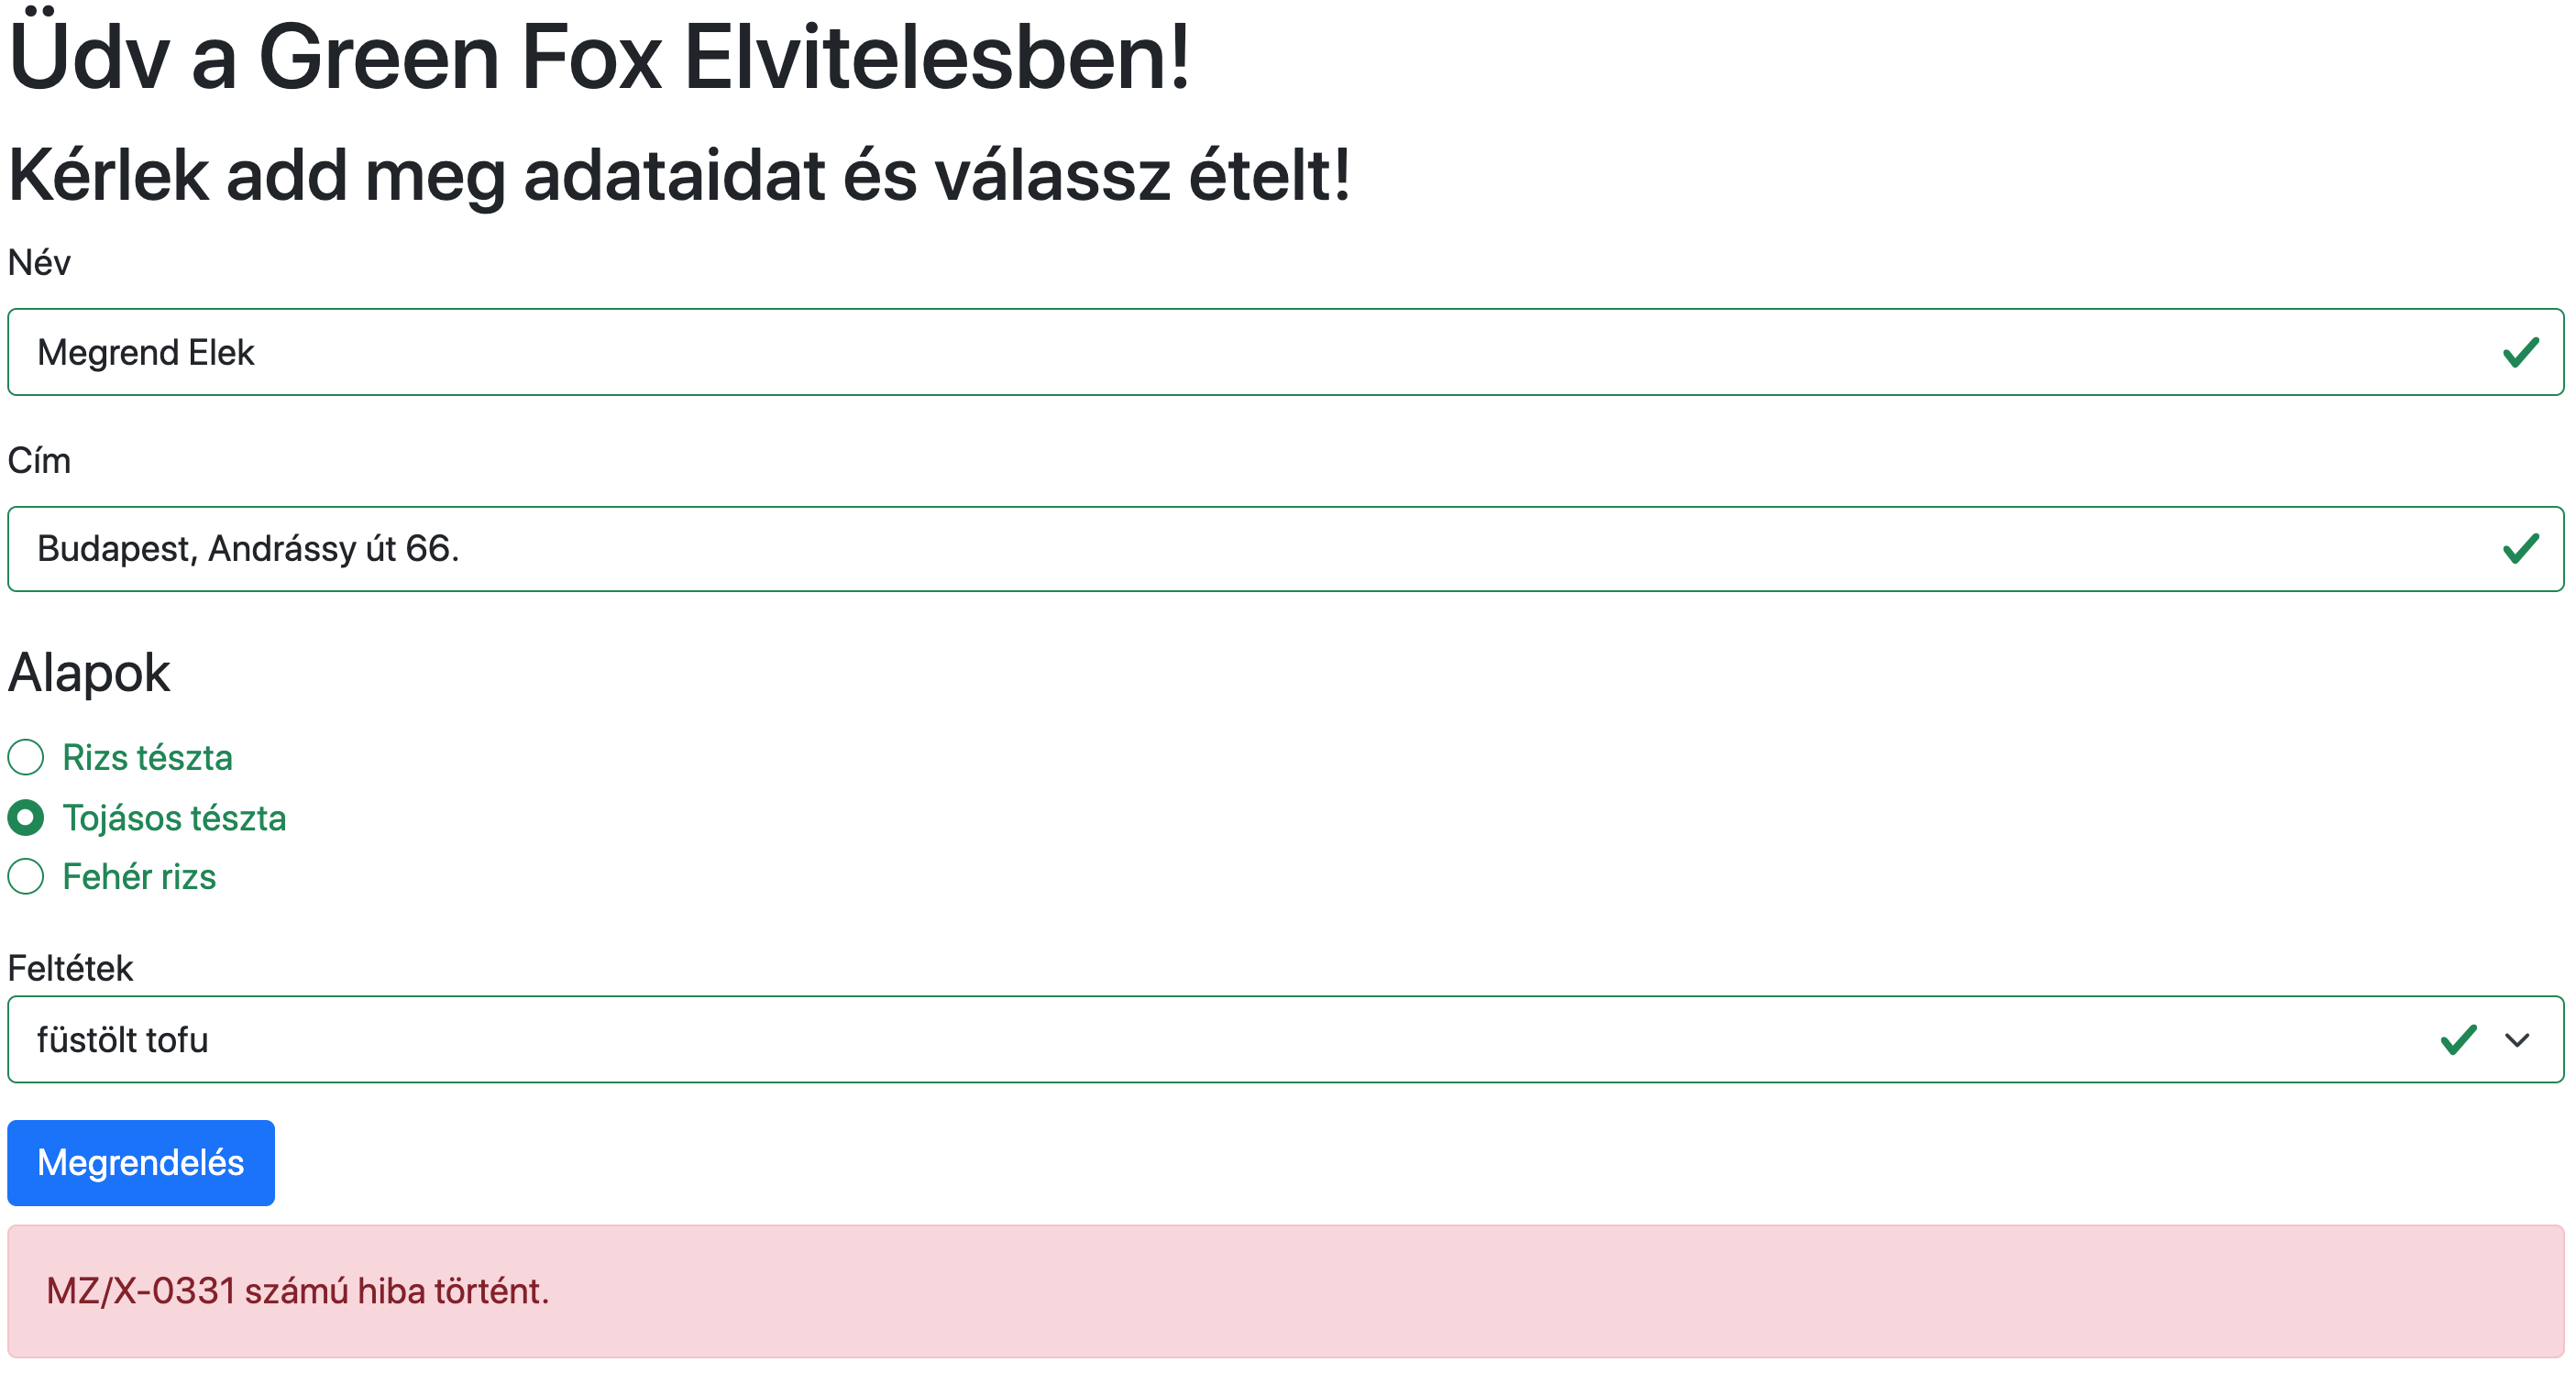 Üdv a Green Fox Elvitelesben!
Kérlek add meg adataidat és válassz ételt!
Név
Megrend Elek
Cím
Budapest, Andrássy út 66.
Alapok
Rizs tészta
Tojásos tészta
Fehér rizs
Feltétek
füstölt tofu
Megrendelés
MZ/X-0331 számú hiba történt.